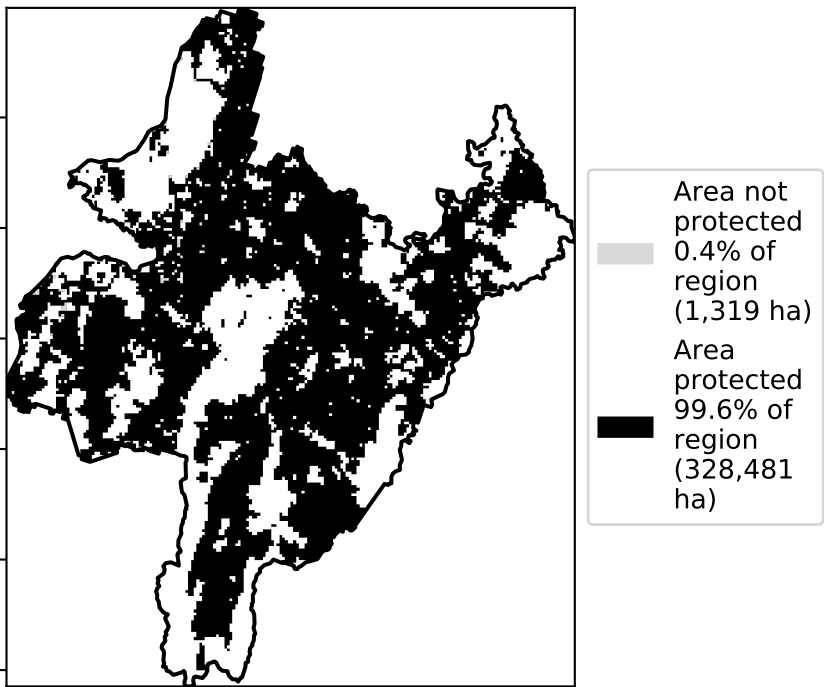 Area not
protected
0.4% of
region
(1,319 ha)
Area
protected
99.6% of
region
(328,481
ha)